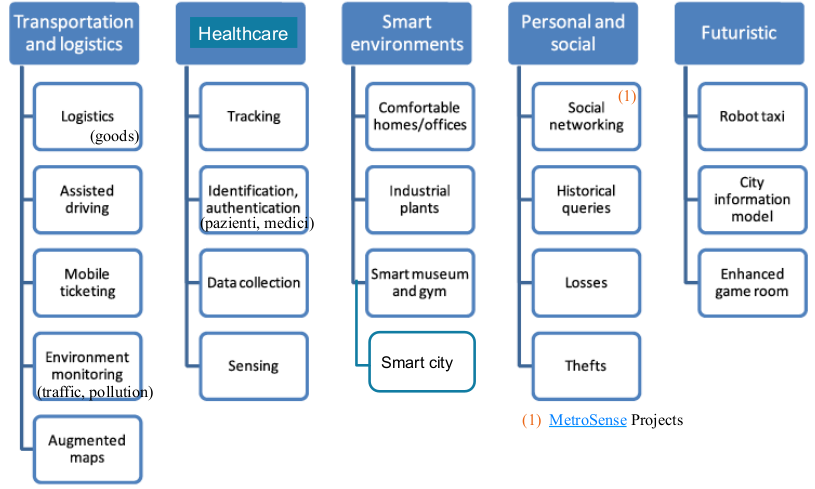 Transportation
and logistics
Logistics
(goods)
Assisted
driving
Mobile
ticketing
Environment
monitoring
(traffic, pollution)
Augmented
maps
Healthcare
Tracking
Identification,
authentication
(pazienti, medici)
Data collection
Sensing
Smart
environments
Comfortable
homes/offices
Industrial
plants
Smart museum
and gym
Smart city
Personal and
social
(1)
Social
networking
Historical
queries
Losses
Thefts
(1) MetroSense Projects
Futuristic
Robot taxi
City
information
model
Enhanced
game room